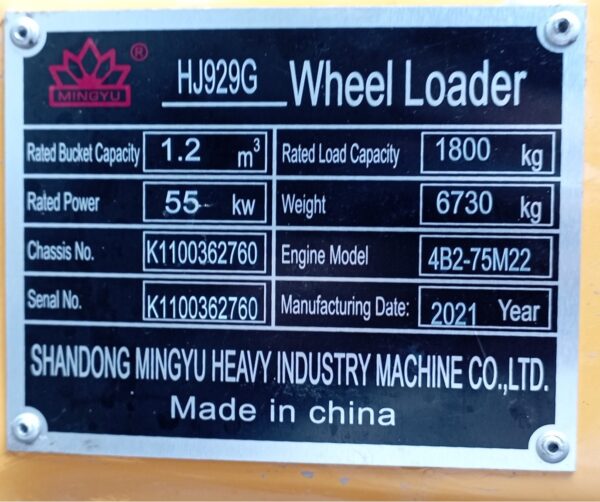 MINGYU ®
HJ929G Wheel Loader
Rated Bucket Capacity 1.2 m³ Rated Load Capacity 1800 kg
Rated Power 55 kw Weight 6730 kg
Chassis No. K1100362760 Engine Model 4B2-75M22
Senal No. K1100362760 Manufacturing Date: 2021 Year
SHANDONG MINGYU HEAVY INDUSTRY MACHINE CO.,LTD.
Made in china